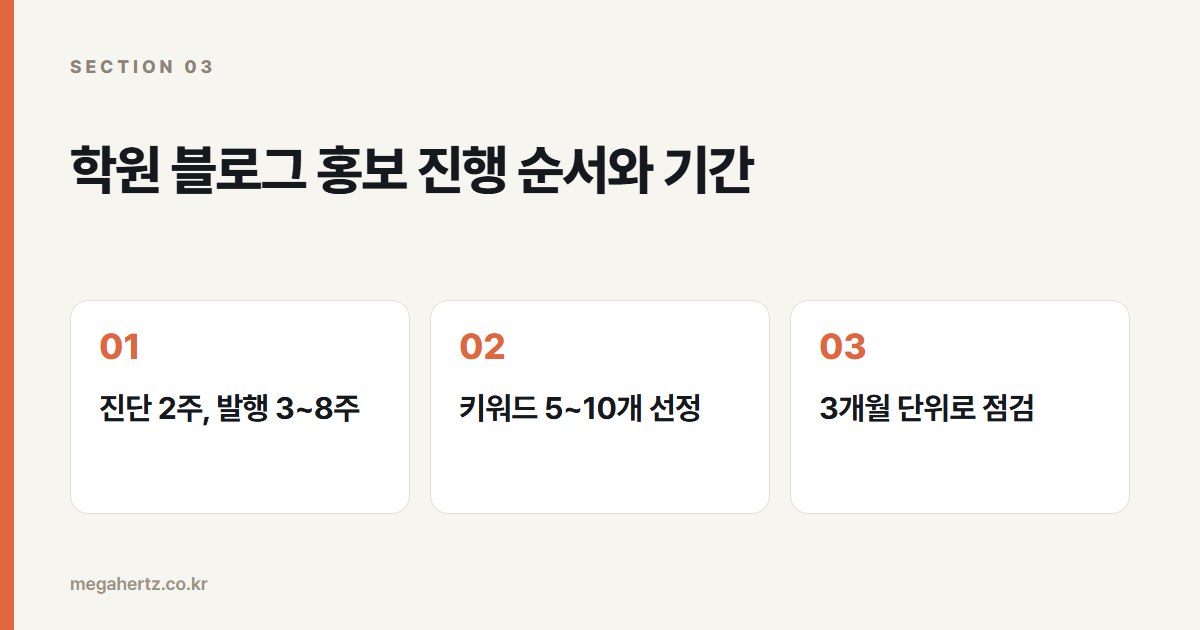 SECTION 03
학원 블로그 홍보 진행 순서와 기간
01
진단 2주, 발행 3~8주
02
키워드 5~10개 선정
03
3개월 단위로 점검
megahertz.co.kr